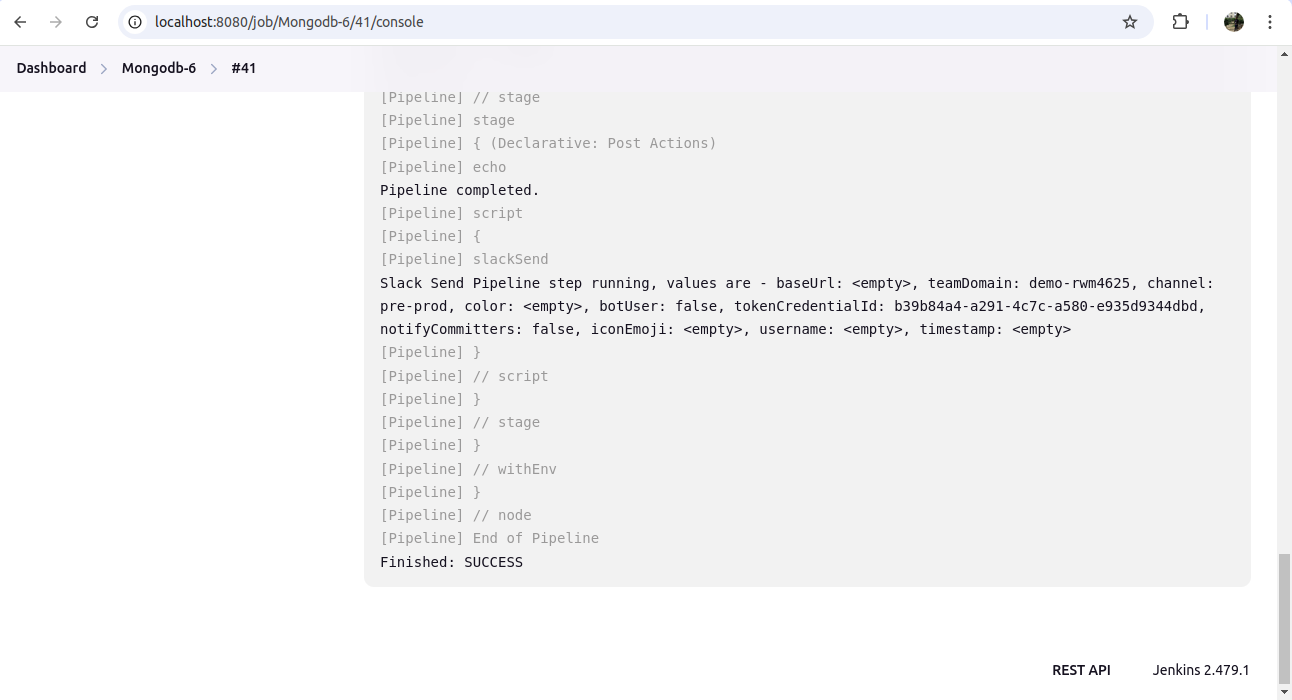 localhost:8080/job/Mongodb-6/41/console
Dashboard > Mongodb-6 > #41
[Pipeline] // stage
[Pipeline] stage
[Pipeline] { (Declarative: Post Actions)
[Pipeline] echo
Pipeline completed.
[Pipeline] script
[Pipeline] {
[Pipeline] slackSend
Slack Send Pipeline step running, values are - baseUrl: <empty>, teamDomain: demo-rwm4625, channel:
pre-prod, color: <empty>, botUser: false, tokenCredentialId: b39b84a4-a291-4c7c-a580-e935d9344dbd,
notifyCommitters: false, iconEmoji: <empty>, username: <empty>, timestamp: <empty>
[Pipeline] }
[Pipeline] // script
[Pipeline] }
[Pipeline] // stage
[Pipeline] }
[Pipeline] // withEnv
[Pipeline] }
[Pipeline] // node
[Pipeline] End of Pipeline
Finished: SUCCESS
REST API Jenkins 2.479.1